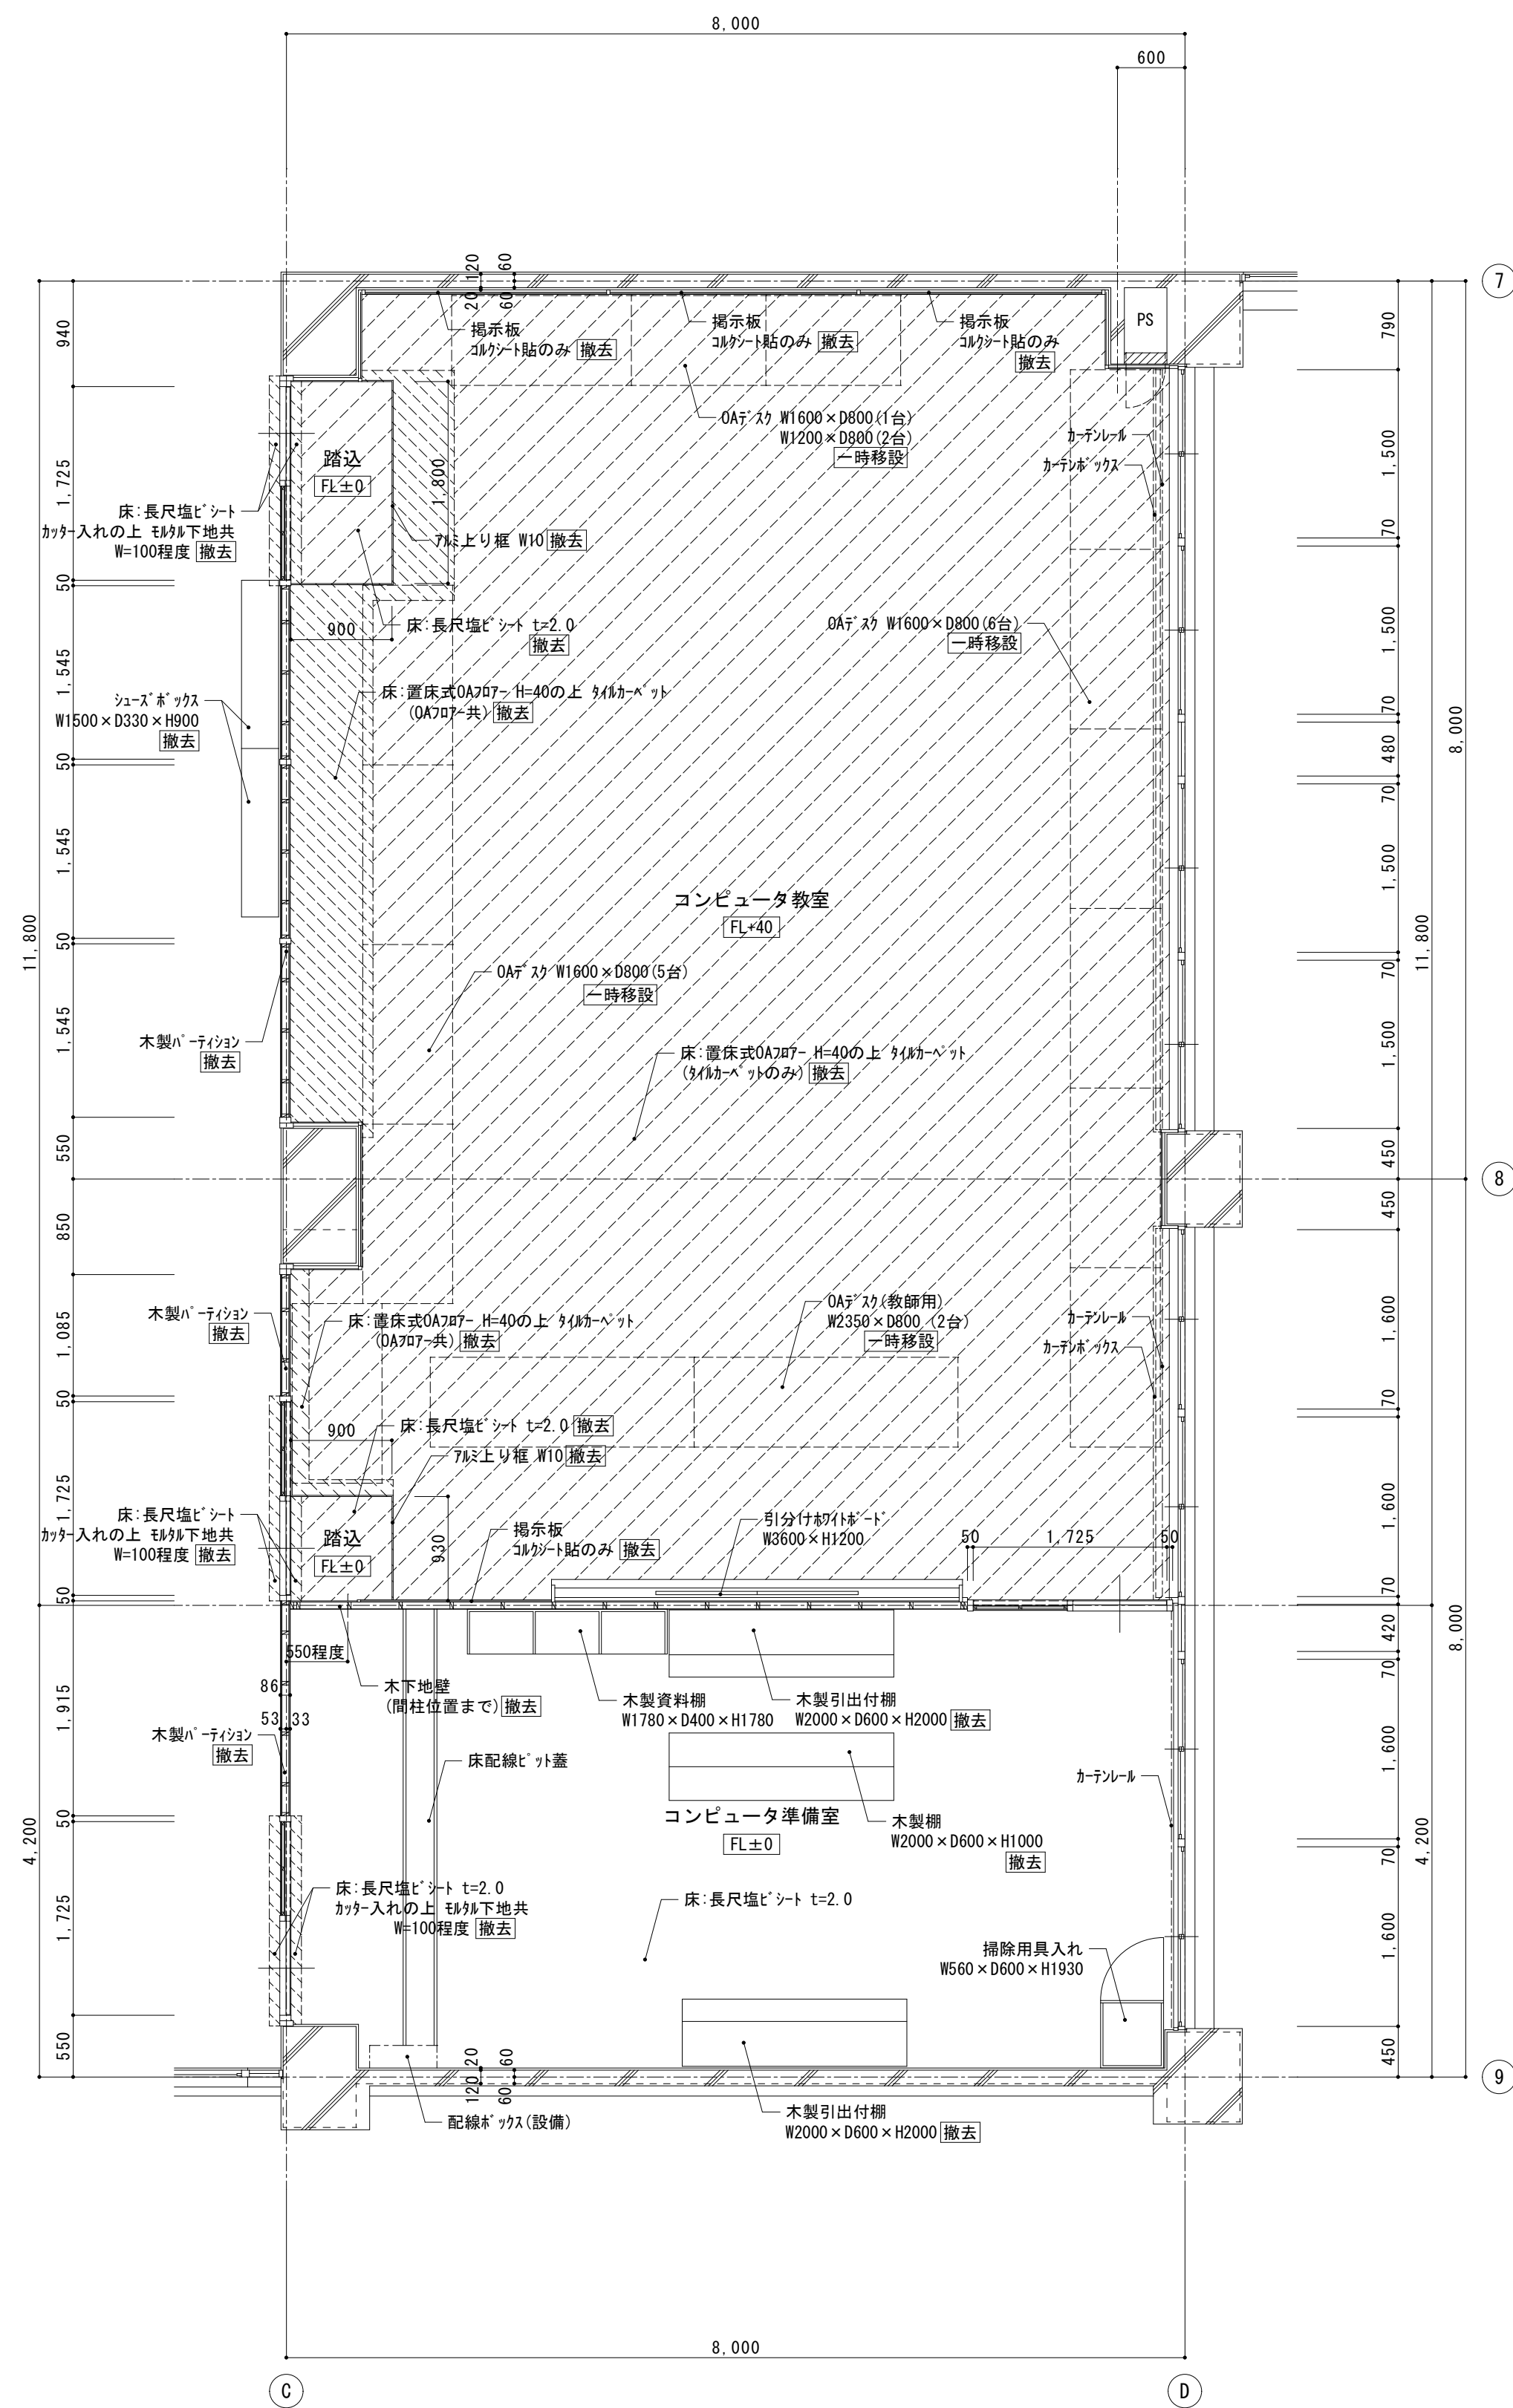 8,000
600
7
120
60
20
60
PS
掲示板
コルクシート貼のみ 撤去
掲示板
コルクシート貼のみ 撤去
掲示板
コルクシート貼のみ
撤去
940
790
OAデスク W1600×D800(1台)
W1200×D800(2台)
一時移設
カーテンレール
カーテンボックス
踏込
FL±0
1,800
1,725
1,500
床:長尺塩ビシート
カッター入れの上 モルタル下地共
W=100程度 撤去
アルミ上り框 W10 撤去
70
50
900
床:長尺塩ビシート t=2.0
撤去
OAデスク W1600×D800(6台)
一時移設
1,545
1,500
床:置床式OAフロアー H=40の上 タイルカーペット
(OAフロアー共) 撤去
シューズボックス
W1500×D330×H900
撤去
70
480
8,000
50
70
1,545
1,500
コンピュータ教室
FL+40
11,800
11,800
50
70
OAデスク W1600×D800(5台)
一時移設
1,545
1,500
木製パーティション
撤去
床:置床式OAフロアー H=40の上 タイルカーペット
(タイルカーペットのみ) 撤去
550
450
8
850
450
木製パーティション
撤去
床:置床式OAフロアー H=40の上 タイルカーペット
(OAフロアー共) 撤去
OAデスク(教師用)
W2350×D800 (2台)
一時移設
カーテンレール
カーテンボックス
1,085
1,600
50
70
900
床:長尺塩ビシート t=2.0 撤去
アルミ上り框 W10 撤去
1,725
1,600
床:長尺塩ビシート
カッター入れの上 モルタル下地共
W=100程度 撤去
踏込
FL±0
930
掲示板
コルクシート貼のみ 撤去
引分けホワイトボード
W3600×H1200
50
1,725
50
50
70
420
8,000
550程度
70
86
53
33
木下地壁
(間柱位置まで) 撤去
木製資料棚
W1780×D400×H1780
木製引出付棚
W2000×D600×H2000 撤去
1,915
1,600
木製パーティション
撤去
床配線ピット蓋
カーテンレール
コンピュータ準備室
FL±0
木製棚
W2000×D600×H1000
撤去
4,200
50
70
4,200
床:長尺塩ビシート t=2.0
カッター入れの上 モルタル下地共
W=100程度 撤去
床:長尺塩ビシート t=2.0
1,725
1,600
掃除用具入れ
W560×D600×H1930
550
450
20
60
120
60
9
配線ボックス(設備)
木製引出付棚
W2000×D600×H2000 撤去
8,000
C
D